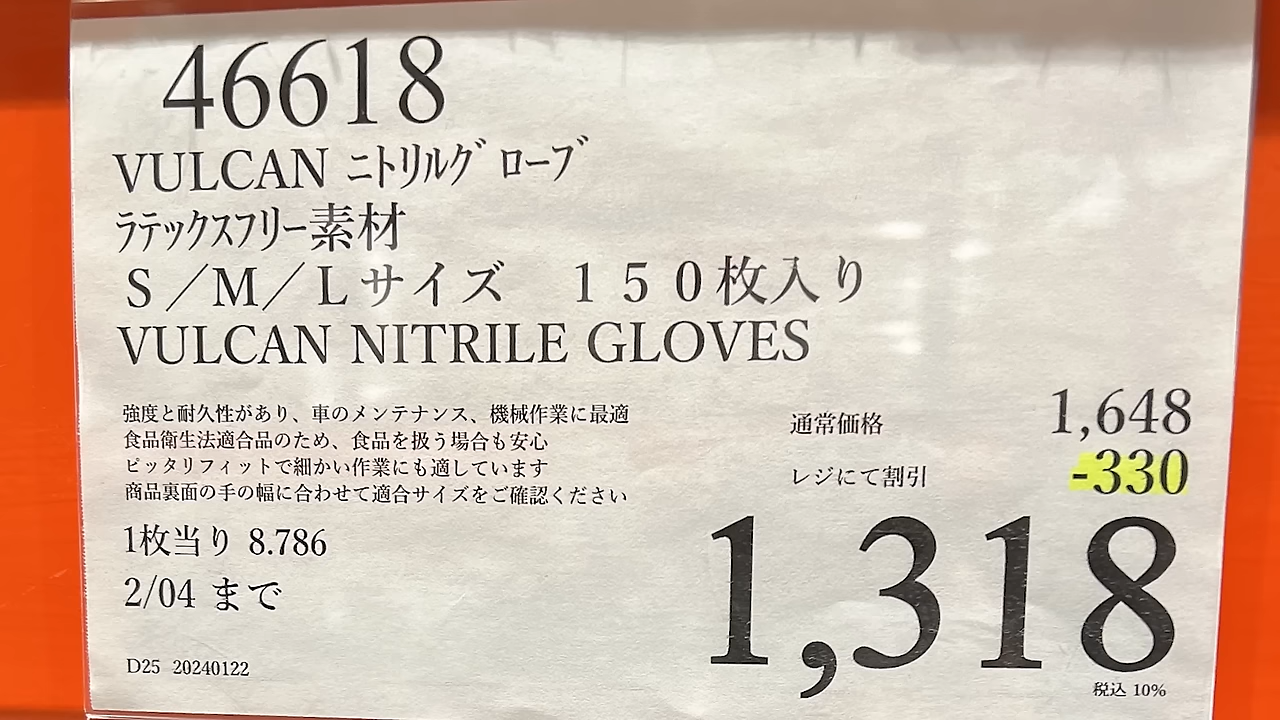 46618
VULCAN ニトリルグローブ
ラテックスフリー素材
S／M／Lサイズ　１５０枚入り
VULCAN NITRILE GLOVES
強度と耐久性があり、車のメンテナンス、機械作業に最適
食品衛生法適合品のため、食品を扱う場合も安心
ピッタリフィットで細かい作業にも適しています
商品裏面の手の幅に合わせて適合サイズをご確認ください
通常価格 1,648
レジにて割引 -330
1,318
税込 10%
1枚当り 8.786
2/04 まで
D25 20240122